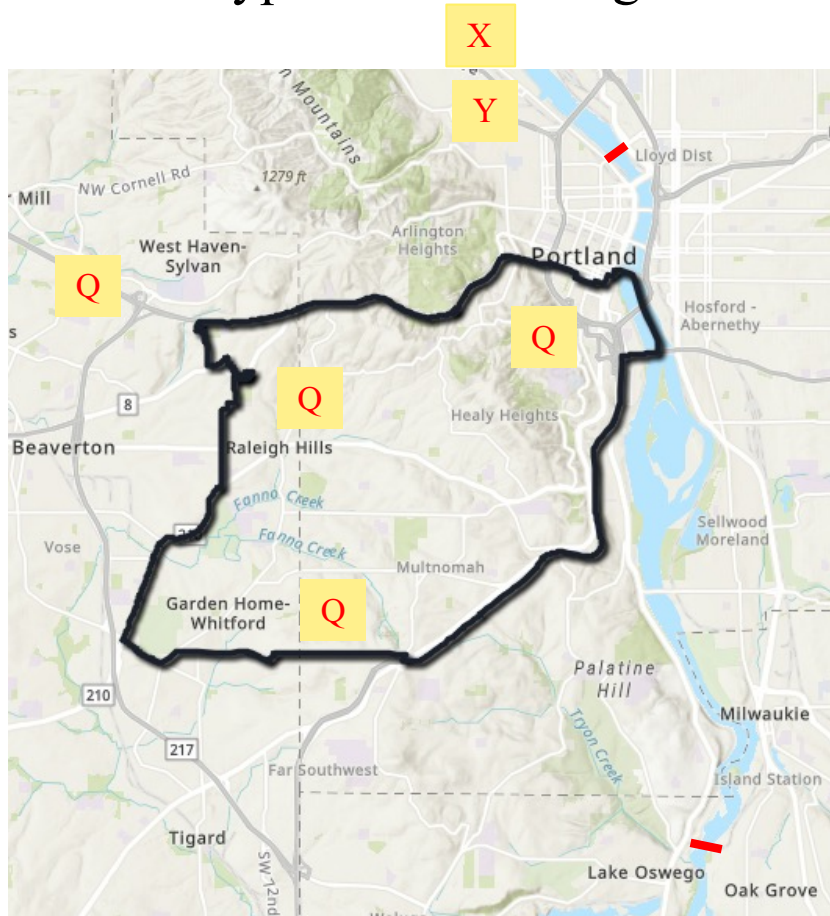 X
Y
Mountains
Lloyd Dist
NW Cornell Rd
1279 ft
Mill
West Haven-
Sylvan
Arlington
Heights
Portland
Q
Hosford -
Abernethy
Q
Q
8
Healy Heights
Beaverton
Raleigh Hills
Fanno Creek
Sellwood
Moreland
Fanno Creek
Vose
Multnomah
Garden Home-
Whitford
Q
Palatine
Hill
210
Milwaukie
217
Tryon Creek
Far Southwest
Island Station
Tigard
SW 72nd
Lake Oswego
Oak Grove